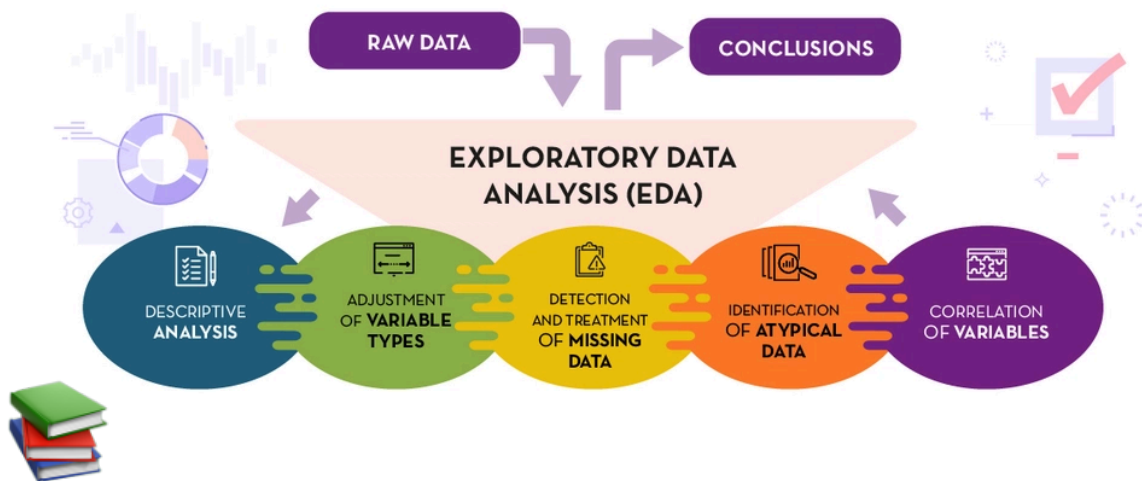 RAW DATA
CONCLUSIONS
EXPLORATORY DATA
ANALYSIS (EDA)
DESCRIPTIVE
ANALYSIS
ADJUSTMENT
OF VARIABLE
TYPES
DETECTION
AND TREATMENT
OF MISSING
DATA
IDENTIFICATION
OF ATYPICAL
DATA
CORRELATION
OF VARIABLES